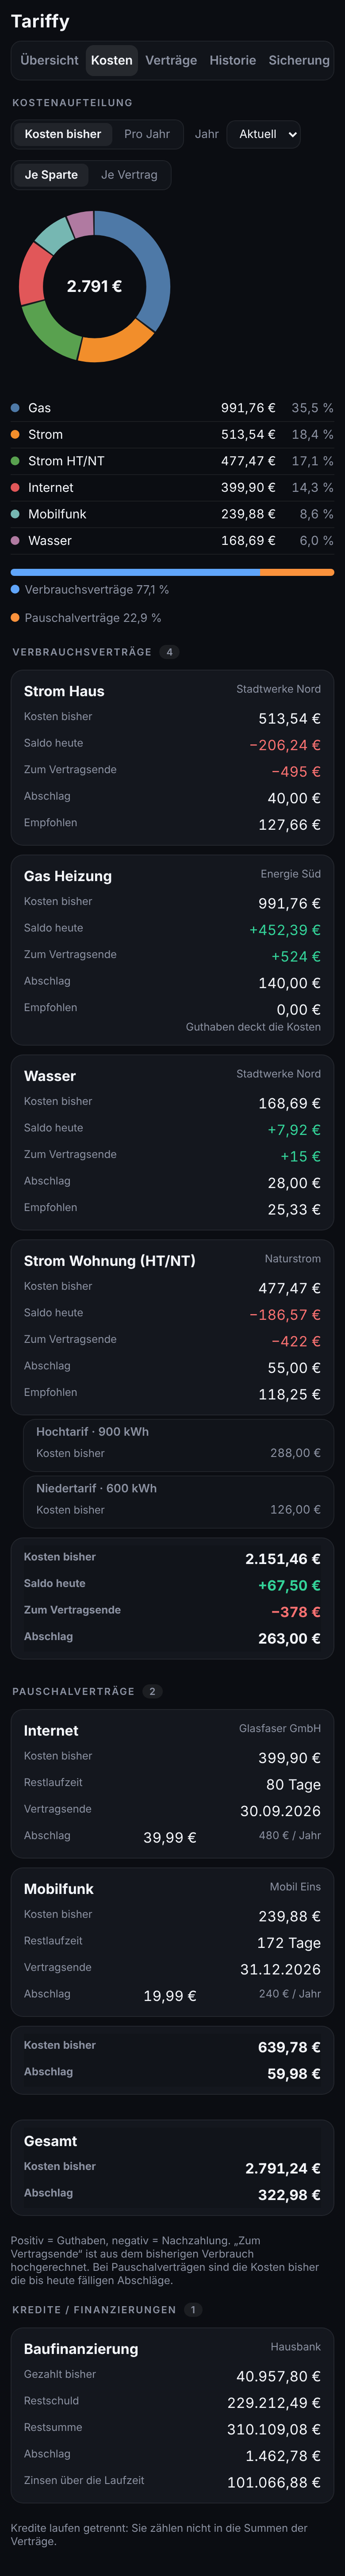 Tariffy
Übersicht Kosten Verträge Historie Sicherung
KOSTENAUFTEILUNG
Kosten bisher Pro Jahr Jahr Aktuell
Je Sparte Je Vertrag
2.791 €
Gas 991,76 € 35,5 %
Strom 513,54 € 18,4 %
Strom HT/NT 477,47 € 17,1 %
Internet 399,90 € 14,3 %
Mobilfunk 239,88 € 8,6 %
Wasser 168,69 € 6,0 %
Verbrauchsverträge 77,1 %
Pauschalverträge 22,9 %
VERBRAUCHSVERTRÄGE 4
Strom Haus Stadtwerke Nord
Kosten bisher 513,54 €
Saldo heute −206,24 €
Zum Vertragsende −495 €
Abschlag 40,00 €
Empfohlen 127,66 €
Gas Heizung Energie Süd
Kosten bisher 991,76 €
Saldo heute +452,39 €
Zum Vertragsende +524 €
Abschlag 140,00 €
Empfohlen 0,00 €
Guthaben deckt die Kosten
Wasser Stadtwerke Nord
Kosten bisher 168,69 €
Saldo heute +7,92 €
Zum Vertragsende +15 €
Abschlag 28,00 €
Empfohlen 25,33 €
Strom Wohnung (HT/NT) Naturstrom
Kosten bisher 477,47 €
Saldo heute −186,57 €
Zum Vertragsende −422 €
Abschlag 55,00 €
Empfohlen 118,25 €
Hochtarif · 900 kWh
Kosten bisher 288,00 €
Niedertarif · 600 kWh
Kosten bisher 126,00 €
Kosten bisher 2.151,46 €
Saldo heute +67,50 €
Zum Vertragsende −378 €
Abschlag 263,00 €
PAUSCHALVERTRÄGE 2
Internet Glasfaser GmbH
Kosten bisher 399,90 €
Restlaufzeit 80 Tage
Vertragsende 30.09.2026
Abschlag 39,99 € 480 € / Jahr
Mobilfunk Mobil Eins
Kosten bisher 239,88 €
Restlaufzeit 172 Tage
Vertragsende 31.12.2026
Abschlag 19,99 € 240 € / Jahr
Kosten bisher 639,78 €
Abschlag 59,98 €
Gesamt
Kosten bisher 2.791,24 €
Abschlag 322,98 €
Positiv = Guthaben, negativ = Nachzahlung. „Zum
Vertragsende“ ist aus dem bisherigen Verbrauch
hochgerechnet. Bei Pauschalverträgen sind die Kosten bisher
die bis heute fälligen Abschläge.
KREDITE / FINANZIERUNGEN 1
Baufinanzierung Hausbank
Gezahlt bisher 40.957,80 €
Restschuld 229.212,49 €
Restsumme 310.109,08 €
Abschlag 1.462,78 €
Zinsen über die Laufzeit 101.066,88 €
Kredite laufen getrennt: Sie zählen nicht in die Summen der
Verträge.